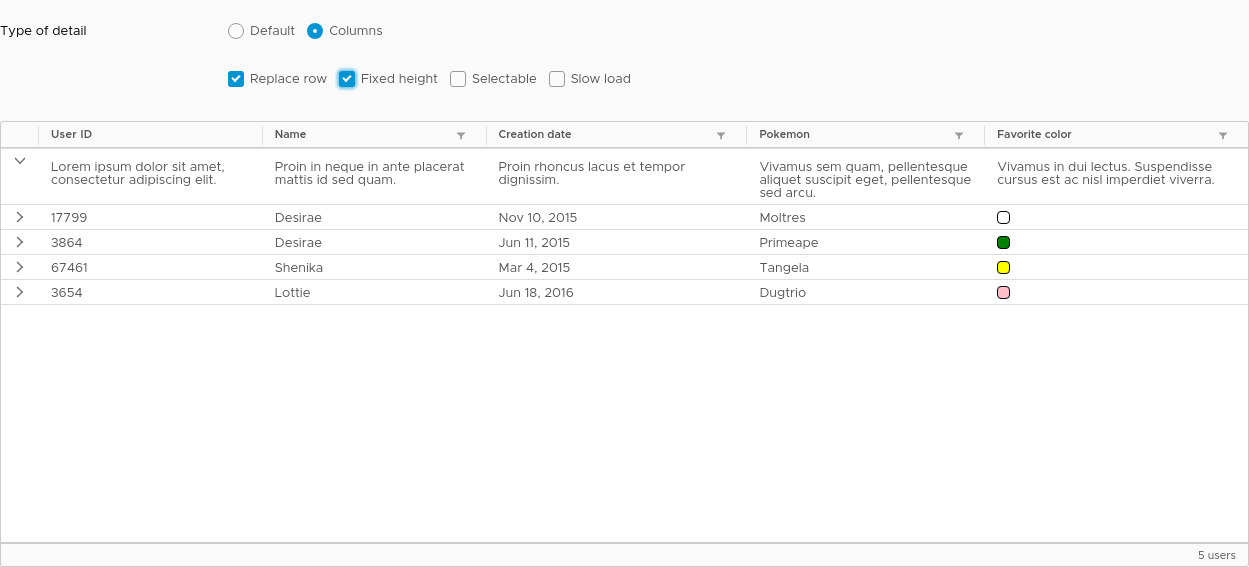 Type of detail
Default Columns
Replace row Fixed height Selectable Slow load
User ID Name Creation date Pokemon Favorite color
Lorem ipsum dolor sit amet, Proin in neque in ante placerat Proin rhoncus lacus et tempor Vivamus sem quam, pellentesque Vivamus in dui lectus. Suspendisse
consectetur adipiscing elit. mattis id sed quam. dignissim. aliquet suscipit eget, pellentesque cursus est ac nisl imperdiet viverra.
sed arcu.
17799 Desirae Nov 10, 2015 Moltres
3864 Desirae Jun 11, 2015 Primeape
67461 Shenika Mar 4, 2015 Tangela
3654 Lottie Jun 18, 2016 Dugtrio
5 users